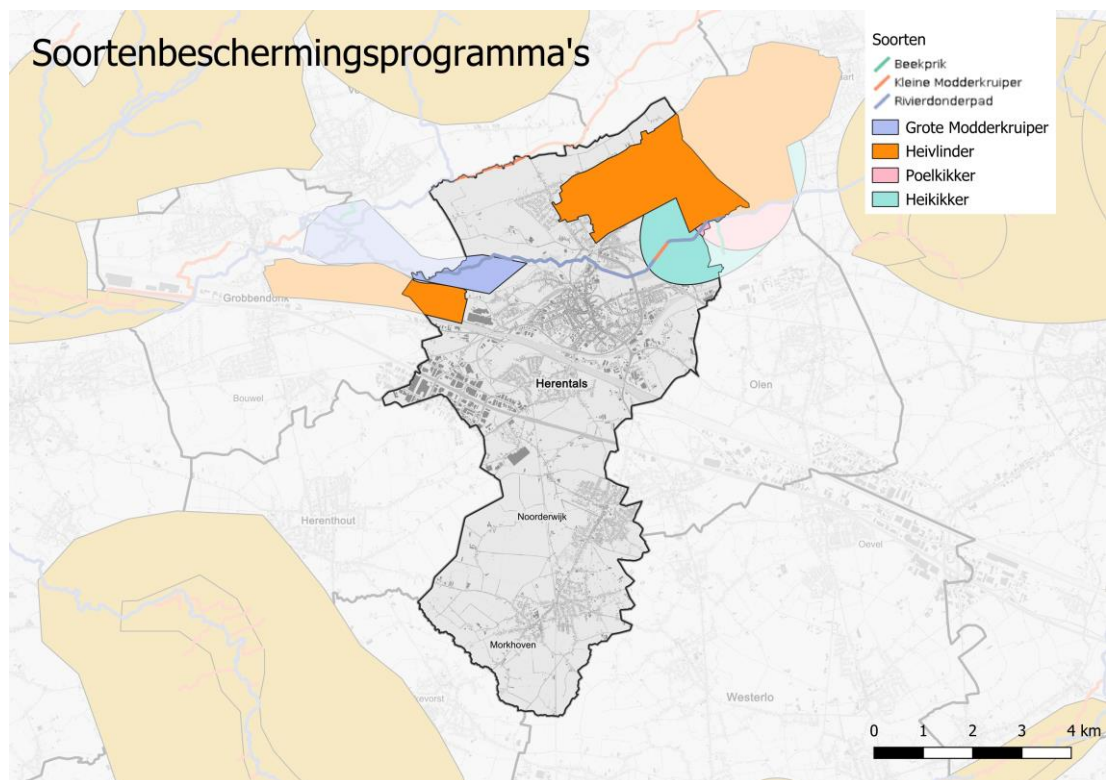 Soortenbeschermingsprogramma's
Soorten
Beekprik
Kleine Modderkruiper
Rivierdonderpad
Grote Modderkruiper
Heivlinder
Poelkikker
Heikikker
Grobbendonk
Bouwel
Herentals
Olen
Herenthout
Noorderwijk
Oevel
Morkhoven
Westerlo
0 1 2 3 4 km